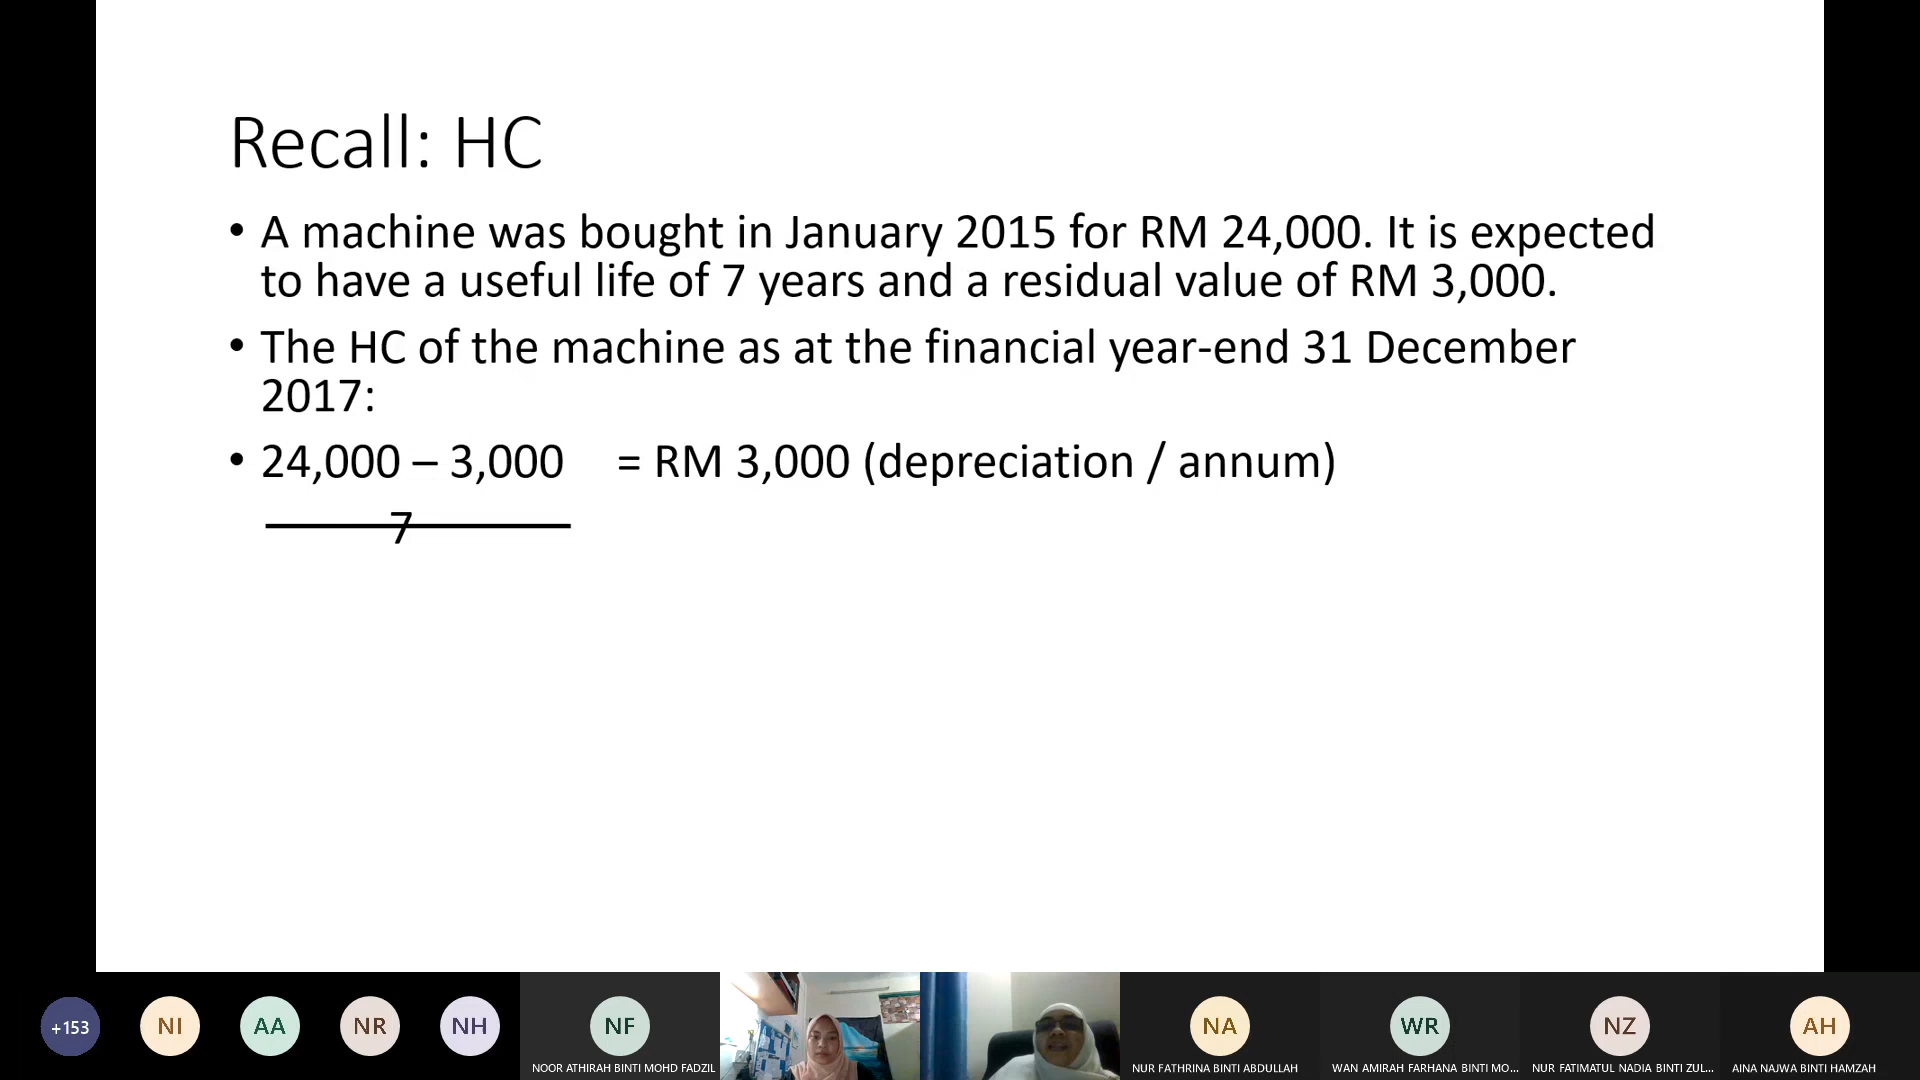 Recall: HC
• A machine was bought in January 2015 for RM 24,000. It is expected
to have a useful life of 7 years and a residual value of RM 3,000.
• The HC of the machine as at the financial year-end 31 December
2017:
• 24,000 – 3,000 = RM 3,000 (depreciation / annum)
7
+153 NI AA NR NH NF NA WR NZ AH
NOOR ATHIRAH BINTI MOHD FADZIL NUR FATHRINA BINTI ABDULLAH WAN AMIRAH FARHANA BINTI MO... NUR FATIMATUL NADIA BINTI ZUL... AINA NAJWA BINTI HAMZAH